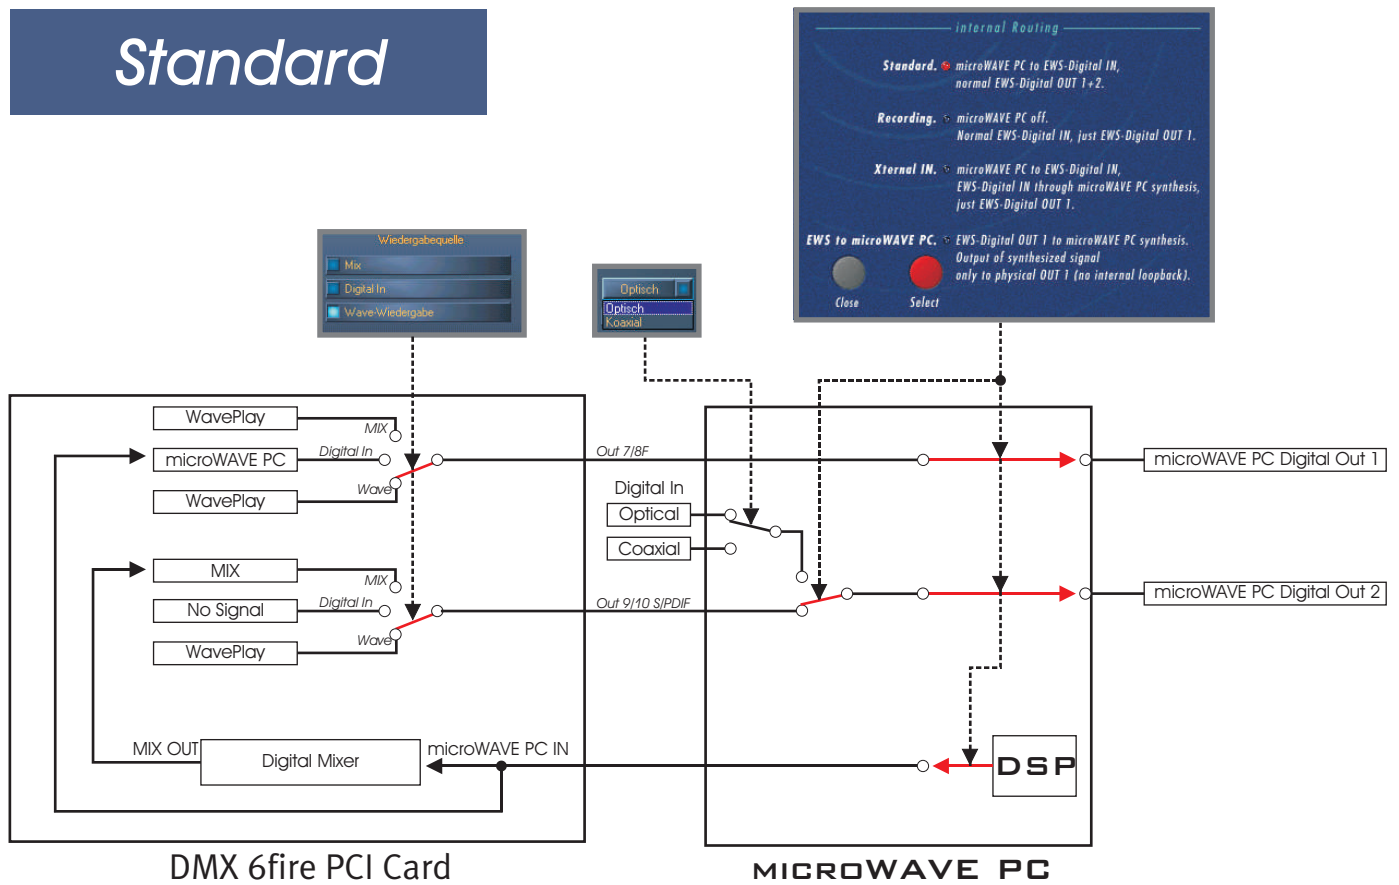 Standard
internal Routing
Standard. microWAVE PC to EWS-Digital IN,
normal EWS-Digital OUT 1+2.
Recording. microWAVE PC off.
Normal EWS-Digital IN, just EWS-Digital OUT 1.
Xternal IN. microWAVE PC to EWS-Digital IN,
EWS-Digital IN through microWAVE PC synthesis,
just EWS-Digital OUT 1.
EWS to microWAVE PC. EWS-Digital OUT 1 to microWAVE PC synthesis.
Output of synthesized signal
only to physical OUT 1 (no internal loopback).
Close
Select
Wiedergabequelle
Mix
Digital In
Wave-Wiedergabe
Optisch
Optisch
Koaxial
WavePlay
MIX
microWAVE PC
Digital In
WavePlay
Wave
Out 7/8F
microWAVE PC Digital Out 1
Digital In
Optical
Coaxial
MIX
MIX
No Signal
Digital In
WavePlay
Wave
Out 9/10 S/PDIF
microWAVE PC Digital Out 2
MIX OUT
Digital Mixer
microWAVE PC IN
DSP
DMX 6fire PCI Card
MICROWAVE PC